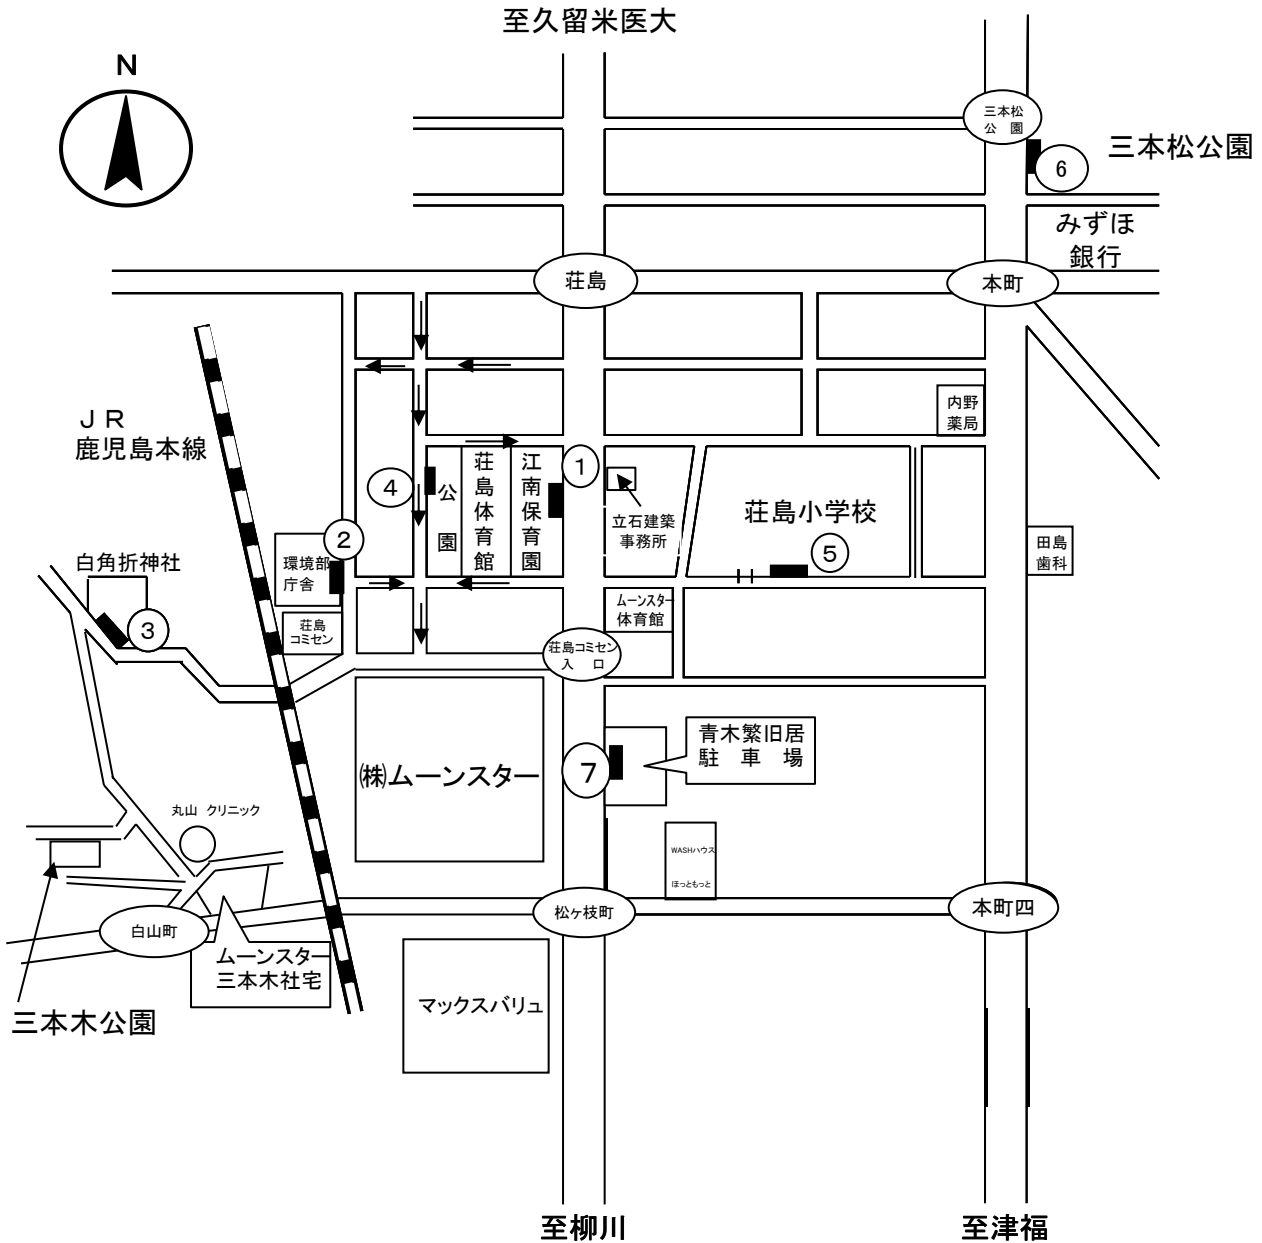 至久留米医大
N
三本松
公　園
⑥
三本松公園
みずほ
銀行
荘島
本町
ＪＲ
鹿児島本線
内野
薬局
①
④
公園
荘島体育館
江南保育園
立石建築
事務所
荘島小学校
⑤
田島
歯科
②
環境部
庁舎
白角折神社
③
荘島
コミセン
ムーンスター
体育館
荘島コミセン
入　口
青木繁旧居
駐　車　場
⑦
㈱ムーンスター
丸山　クリニック
WASHハウス
ほっともっと
白山町
松ヶ枝町
本町四
ムーンスター
三本木社宅
三本木公園
マックスバリュ
至柳川
至津福